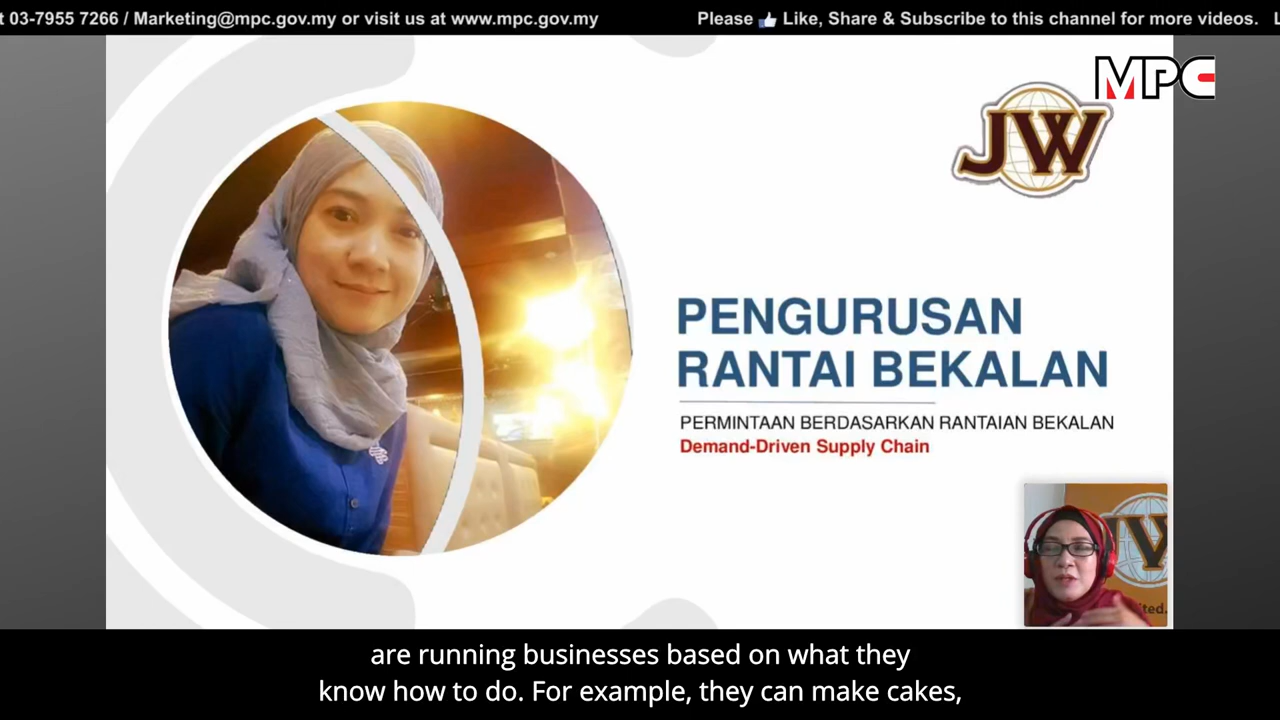 t 03-7955 7266 / Marketing@mpc.gov.my or visit us at www.mpc.gov.my
Please 👍 Like, Share & Subscribe to this channel for more videos.
L
MPC
JW
PENGURUSAN
RANTAI BEKALAN
PERMINTAAN BERDASARKAN RANTAIAN BEKALAN
Demand-Driven Supply Chain
W
ited.
are running businesses based on what they
know how to do. For example, they can make cakes,